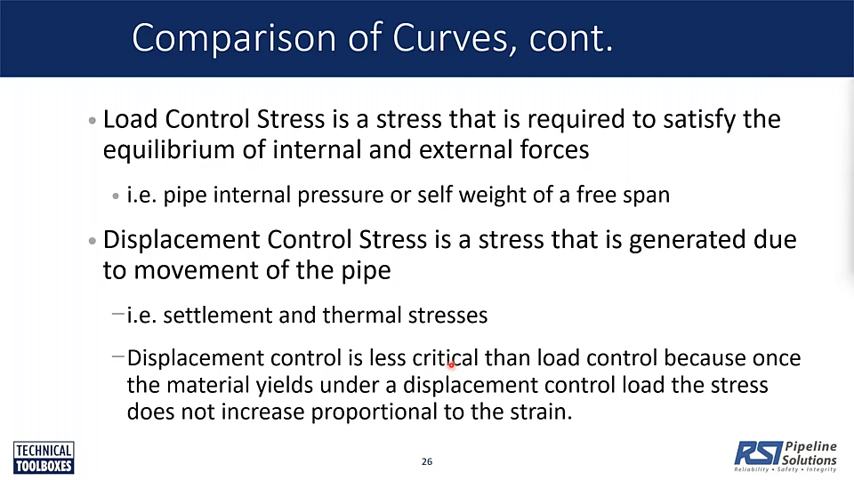 Comparison of Curves, cont.
• Load Control Stress is a stress that is required to satisfy the
equilibrium of internal and external forces
• i.e. pipe internal pressure or self weight of a free span
• Displacement Control Stress is a stress that is generated due
to movement of the pipe
–i.e. settlement and thermal stresses
–Displacement control is less critical than load control because once
the material yields under a displacement control load the stress
does not increase proportional to the strain.
TECHNICAL
TOOLBOXES
26
RSI Pipeline
Solutions
Reliability • Safety • Integrity